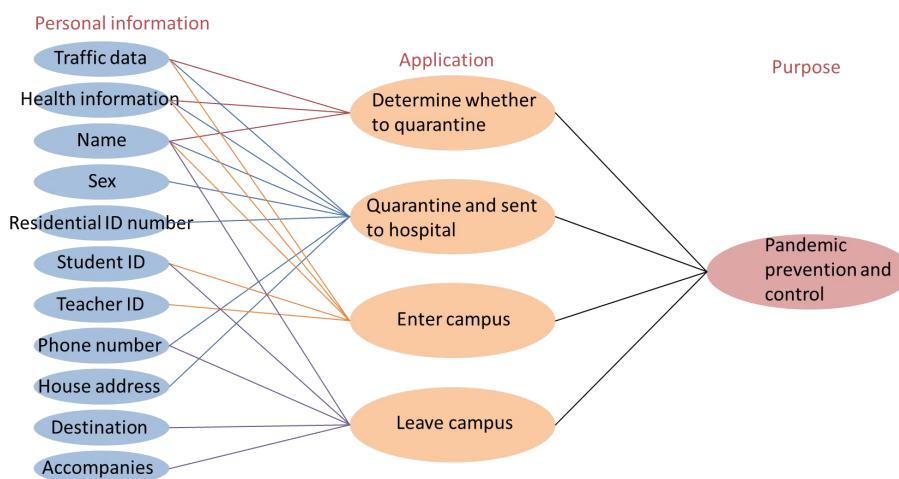 Personal information
Traffic data
Health information
Name
Sex
Residential ID number
Student ID
Teacher ID
Phone number
House address
Destination
Accompanies
Application
Determine whether
to quarantine
Quarantine and sent
to hospital
Enter campus
Leave campus
Purpose
Pandemic
prevention and
control